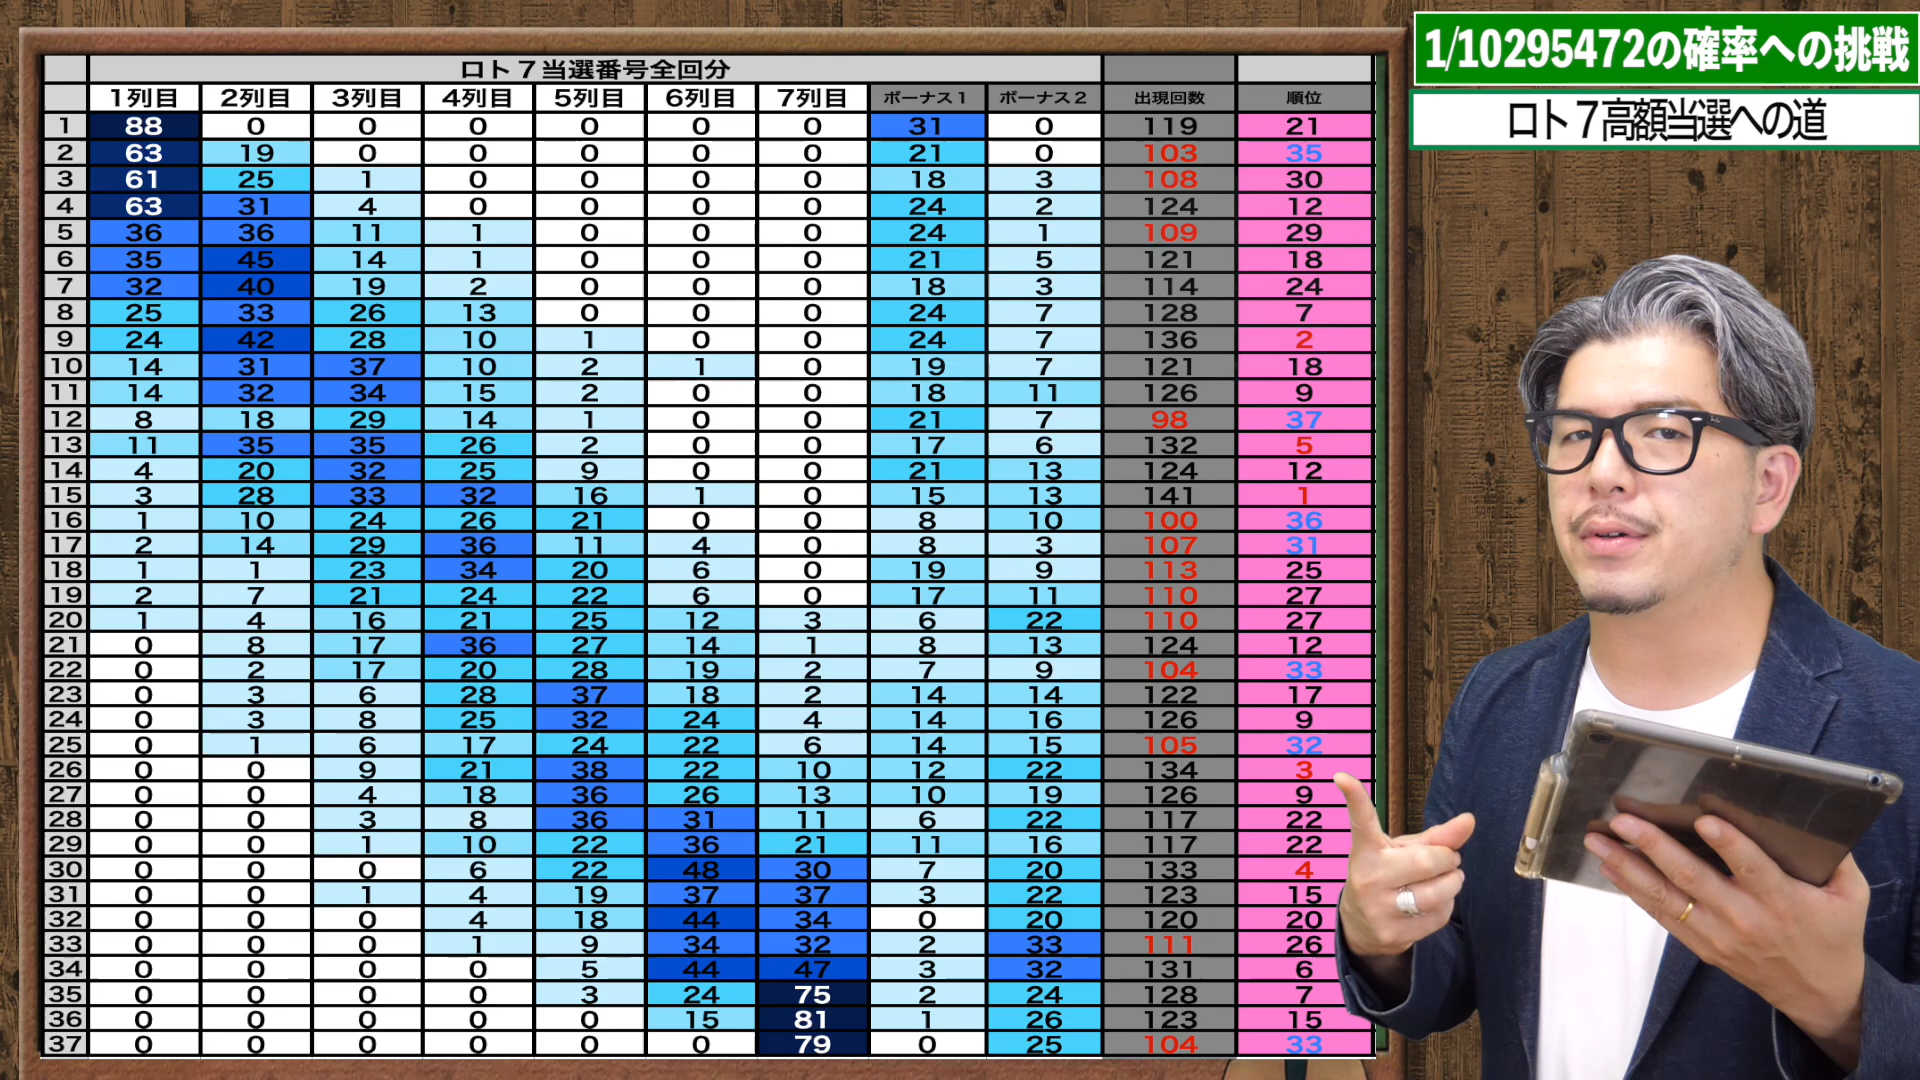 1/10295472の確率への挑戦
ロト7高額当選への道
ロト7当選番号全回分
1列目 2列目 3列目 4列目 5列目 6列目 7列目 ボーナス1 ボーナス2 出現回数 順位
1 88 0 0 0 0 0 0 31 0 119 21
2 63 19 0 0 0 0 0 21 0 103 35
3 61 25 1 0 0 0 0 18 3 108 30
4 63 31 4 0 0 0 0 24 2 124 12
5 36 36 11 1 0 0 0 24 1 109 29
6 35 45 14 1 0 0 0 21 5 121 18
7 32 40 19 2 0 0 0 18 3 114 24
8 25 33 26 13 0 0 0 24 7 128 7
9 24 42 28 10 1 0 0 24 7 136 2
10 14 31 37 10 2 1 0 19 7 121 18
11 14 32 34 15 2 0 0 18 11 126 9
12 8 18 29 14 1 0 0 21 7 98 37
13 11 35 35 26 2 0 0 17 6 132 5
14 4 20 32 25 9 0 0 21 13 124 12
15 3 28 33 32 16 1 0 15 13 141 1
16 1 10 24 26 21 0 0 8 10 100 36
17 2 14 29 36 11 4 0 8 3 107 31
18 1 1 23 34 20 6 0 19 9 113 25
19 2 7 21 24 22 6 0 17 11 110 27
20 1 4 16 21 25 12 3 6 22 110 27
21 0 8 17 36 27 14 1 8 13 124 12
22 0 2 17 20 28 19 2 7 9 104 33
23 0 3 6 28 37 18 2 14 14 122 17
24 0 3 8 25 32 24 4 14 16 126 9
25 0 1 6 17 24 22 6 14 15 105 32
26 0 0 9 21 38 22 10 12 22 134 3
27 0 0 4 18 36 26 13 10 19 126 9
28 0 0 3 8 36 31 11 6 22 117 22
29 0 0 1 10 22 36 21 11 16 117 22
30 0 0 0 6 22 48 30 7 20 133 4
31 0 0 1 4 19 37 37 3 22 123 15
32 0 0 0 4 18 44 34 0 20 120 20
33 0 0 0 1 9 34 32 2 33 111 26
34 0 0 0 0 5 44 47 3 32 131 6
35 0 0 0 0 3 24 75 2 24 128 7
36 0 0 0 0 0 15 81 1 26 123 15
37 0 0 0 0 0 0 79 0 25 104 33